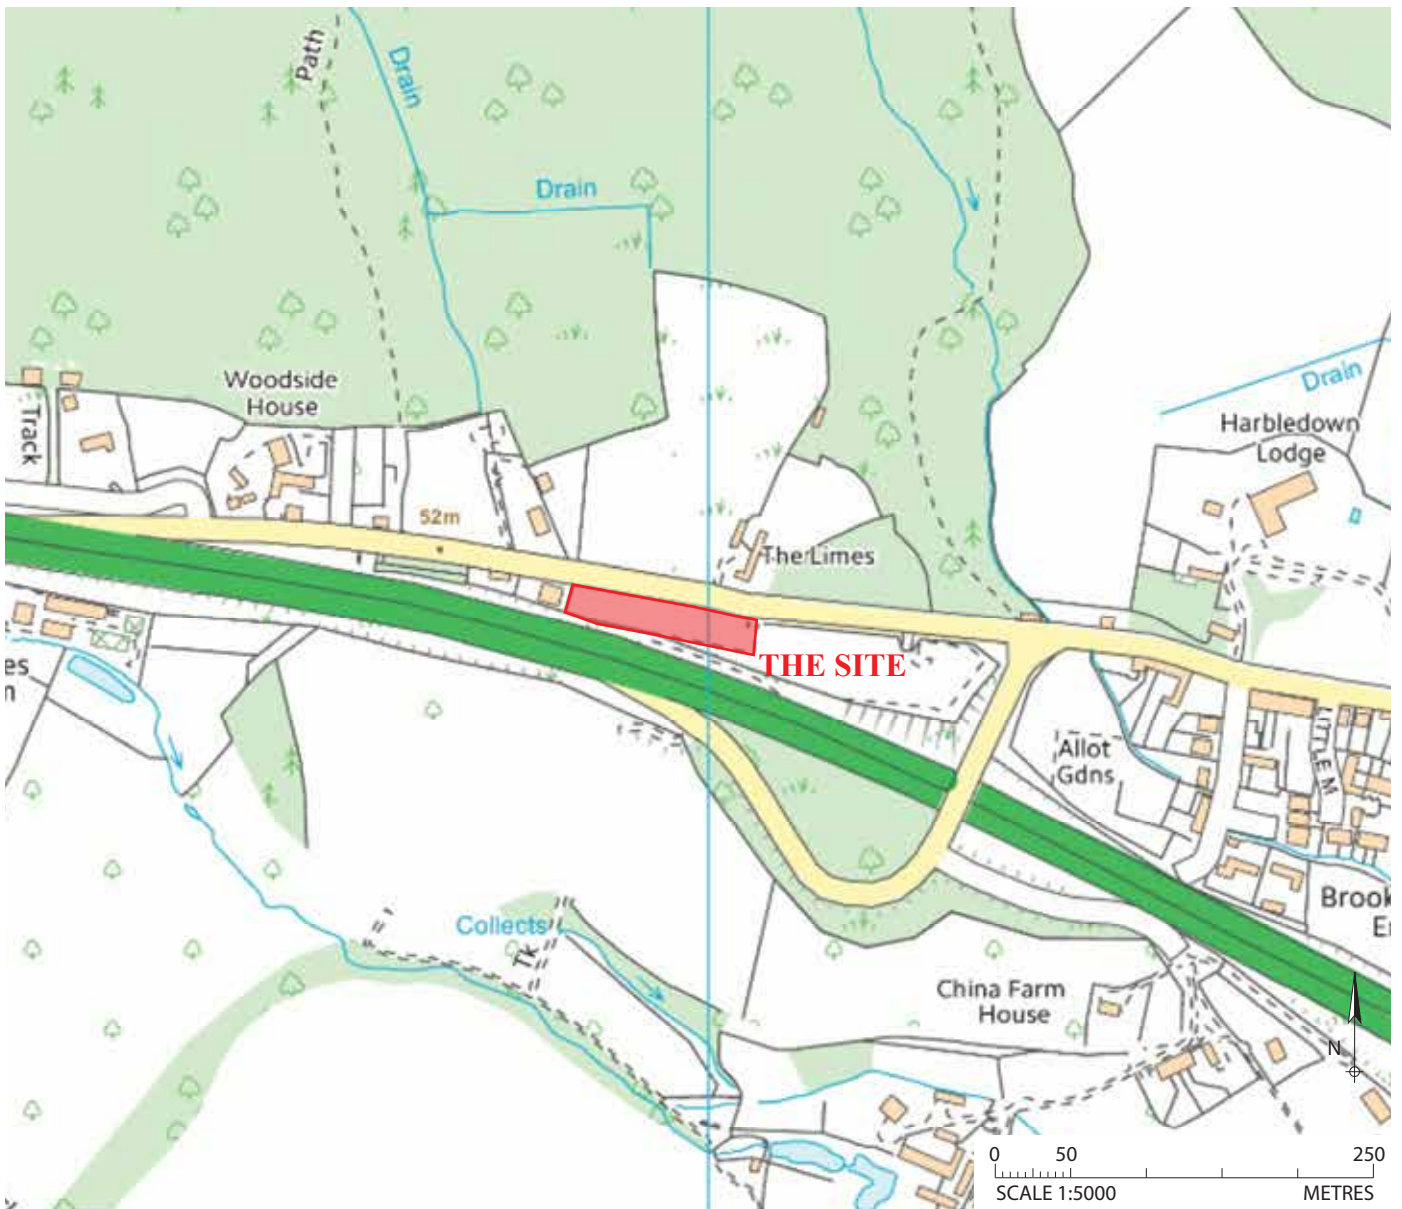 Path
Drain
Drain
Woodside
House
Track
52m
The Limes
Drain
Harbledown
Lodge
THE SITE
Allot
Gdns
LITTLE M
Brook
Collects
Tk
China Farm
House
N
0 50 250
SCALE 1:5000 METRES